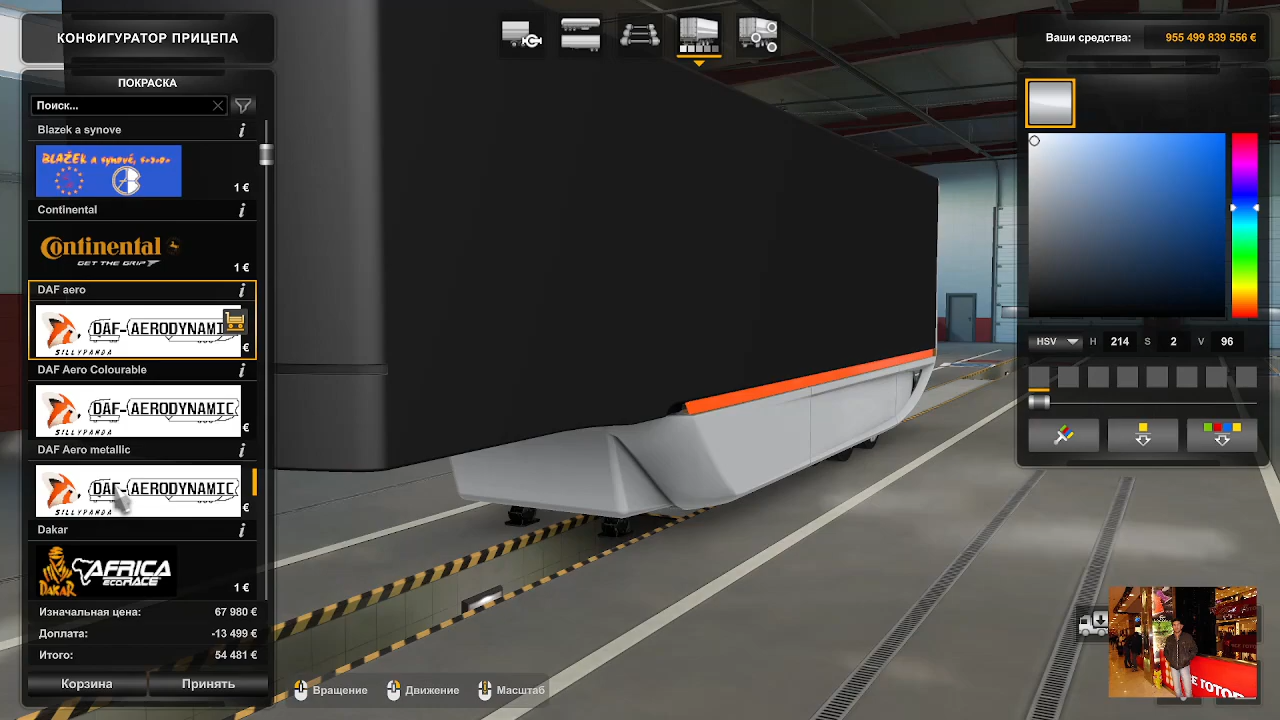 КОНФИГУРАТОР ПРИЦЕПА
Ваши средства: 955 499 839 556 €
ПОКРАСКА
Поиск...
Blazek a synove
BLAŽEK a synové, s.r.o.
1 €
Continental
Continental
GET THE GRIP
1 €
DAF aero
DAF-AERODYNAMI
SILLYPANDA
€
DAF Aero Colourable
DAF-AERODYNAMIC
SILLYPANDA
€
DAF Aero metallic
DAF-AERODYNAMIC
SILLYPANDA
€
Dakar
DAKAR AFRICA
ECO RACE
1 €
Изначальная цена: 67 980 €
Доплата: -13 499 €
Итого: 54 481 €
Корзина Принять
Вращение Движение Масштаб
HSV H 214 S 2 V 96